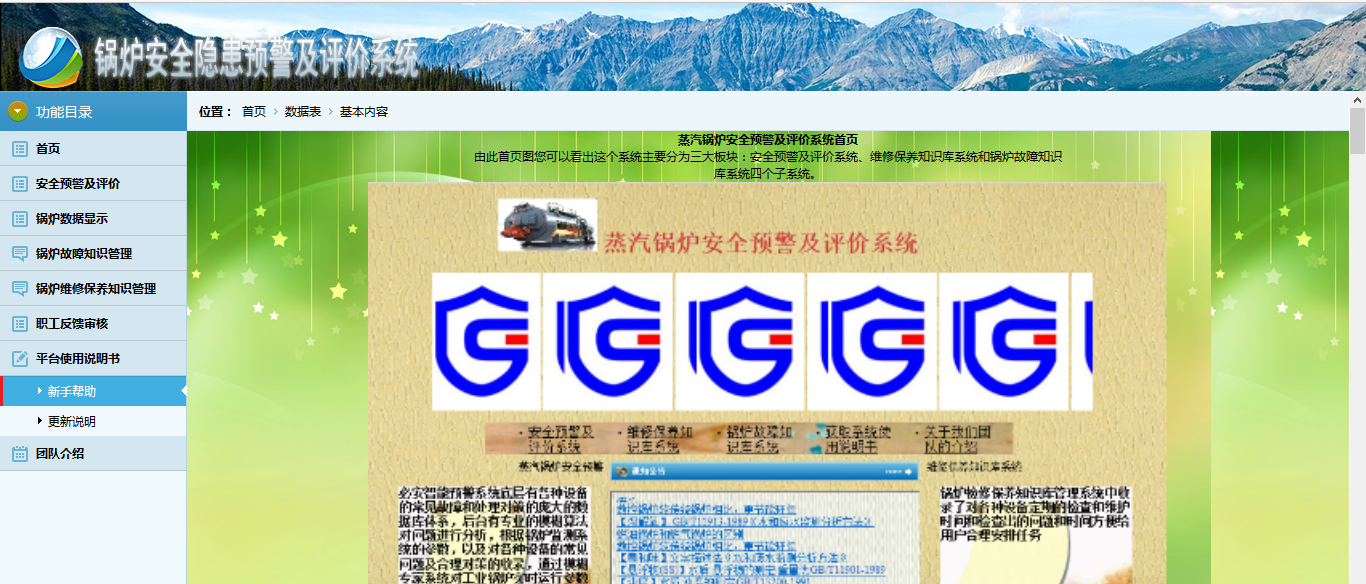 锅炉安全隐患预警及评价系统
功能目录
位置： 首页 > 数据表 > 基本内容
首页
安全预警及评价
锅炉数据显示
锅炉故障知识管理
锅炉维修保养知识管理
职工反馈审核
平台使用说明书
新手帮助
更新说明
团队介绍
蒸汽锅炉安全预警及评价系统首页
由此首页图您可以看出这个系统主要分为三大板块：安全预警及评价系统、维修保养知识库系统和锅炉故障知识
库系统四个子系统。
蒸汽锅炉安全预警及评价系统
·安全预警及 ·维修保养知 ·锅炉故障知 ·获取系统使 ·关于我们团
评价系统 识库系统 识库系统 用说明书 队的介绍
蒸汽锅炉安全预警
通知公告
维修保养知识库系统
必安智能预警系统底层有各种设备
的常见故障和处理对策的庞大的数
据库体系，后台有专业的模糊算法
对问题进行分析，根据锅炉监测系
统的参数，以及对各种设备的常见
问题及合理对策的收录，通过模糊
专家系统对工业锅炉实时运行参数
锅炉检修保养知识库管理系统中收
录了对各种设备定期的检查和维护
时间和检查出的问题和时间方便给
用户合理安排任务